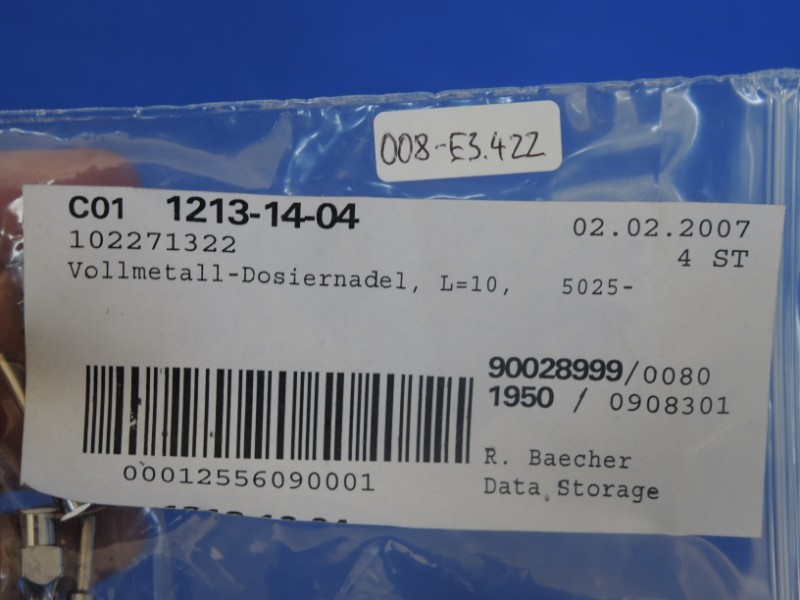 008-E3.422
C01 1213-14-04
02.02.2007
102271322
4 ST
Vollmetall-Dosiernadel, L=10, 5025-
90028999/0080
1950 / 0908301
00012556090001
R. Baecher
Data Storage